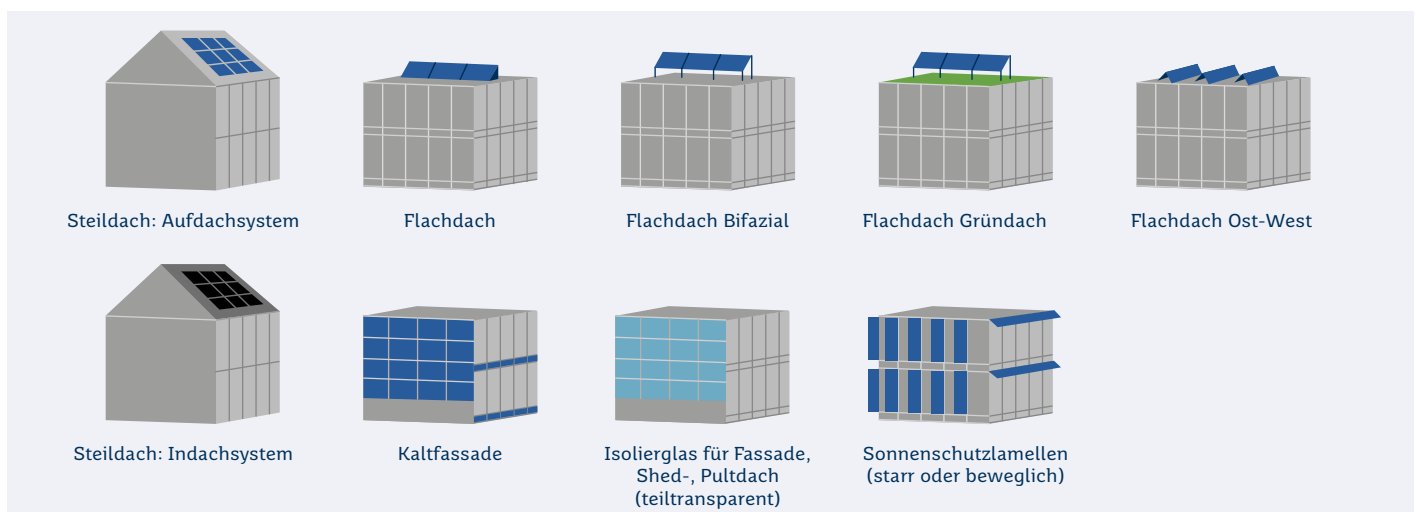 Steildach: Aufdachsystem
Flachdach
Flachdach Bifazial
Flachdach Gründach
Flachdach Ost-West
Steildach: Indachsystem
Kaltfassade
Isolierglas für Fassade,
Shed-, Pultdach
(teiltransparent)
Sonnenschutzlamellen
(starr oder beweglich)